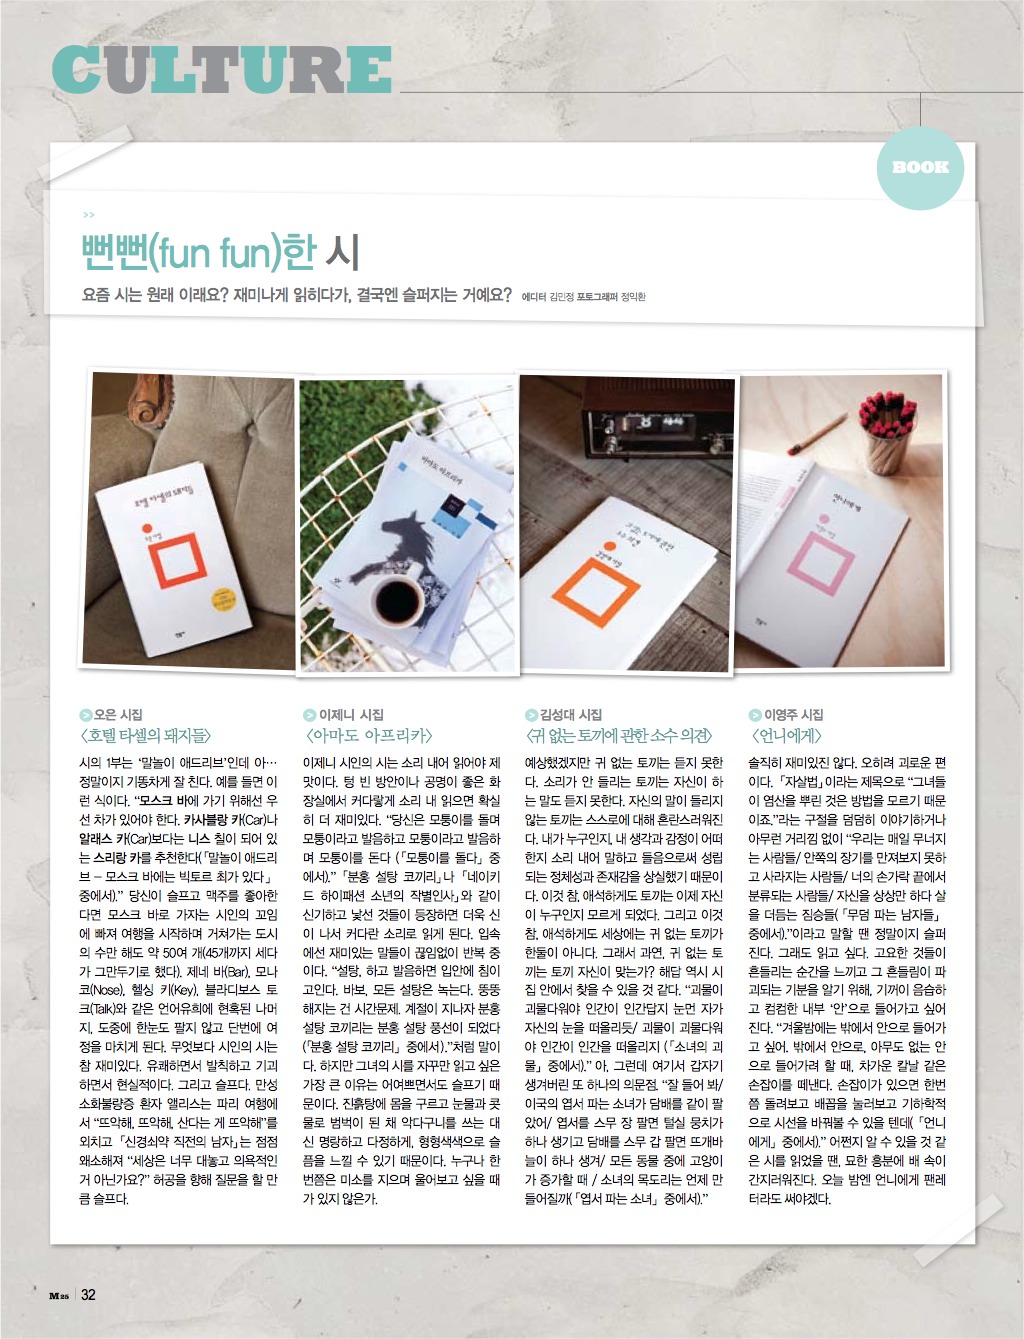 CULTURE
BOOK
>>
뻔뻔(fun fun)한 시
요즘 시는 원래 이래요? 재미나게 읽히다가, 결국엔 슬퍼지는 거예요? 에디터 김민정 포토그래퍼 정익환
호텔 타셀의 돼지들
아마도 아프리카
언니에게
오은 시집
〈호텔 타셀의 돼지들〉
시의 1부는 ‘말놀이 애드리브’인데 아…
정말이지 기똥차게 잘 친다. 예를 들면 이
런 식이다. “모스크 바에 가기 위해선 우
선 차가 있어야 한다. 카사블랑 카(Car)나
알래스 카(Car)보다는 니스 칠이 되어 있
는 스리랑 카를 추천한다(「말놀이 애드리
브 – 모스크 바에는 빅토르 최가 있다」
중에서).” 당신이 슬프고 맥주를 좋아한
다면 모스크 바로 가자는 시인의 꼬임
에 빠져 여행을 시작하며 거쳐가는 도시
의 수만 해도 약 50여 개(45개까지 세다
가 그만두기로 했다). 제네 바(Bar), 모나
코(Nose), 헬싱 키(Key), 블라디보스 토
크(Talk)와 같은 언어유희에 현혹된 나머
지, 도중에 한눈도 팔지 않고 단번에 여
정을 마치게 된다. 무엇보다 시인의 시는
참 재미있다. 유쾌하면서 발칙하고 기괴
하면서 현실적이다. 그리고 슬프다. 만성
소화불량증 환자 앨리스는 파리 여행에
서 “뜨악해, 뜨악해, 산다는 게 뜨악해”를
외치고 「신경쇠약 직전의 남자」는 점점
왜소해져 “세상은 너무 대놓고 의욕적인
거 아닌가요?” 허공을 향해 질문을 할 만
큼 슬프다.
이제니 시집
〈아마도 아프리카〉
이제니 시인의 시는 소리 내어 읽어야 제
맛이다. 텅 빈 방안이나 공명이 좋은 화
장실에서 커다랗게 소리 내 읽으면 확실
히 더 재미있다. “당신은 모퉁이를 돌며
모퉁이라고 발음하고 모퉁이라고 발음하
며 모퉁이를 돈다 (「모퉁이를 돌다」 중
에서).” 「분홍 설탕 코끼리」나 「네이키
드 하이패션 소년의 작별인사」와 같이
신기하고 낯선 것들이 등장하면 더욱 신
이 나서 커다란 소리로 읽게 된다. 입속
에선 재미있는 말들이 끊임없이 반복 중
이다. “설탕, 하고 발음하면 입안에 침이
고인다. 바보, 모든 설탕은 녹는다. 뚱뚱
해지는 건 시간문제. 계절이 지나자 분홍
설탕 코끼리는 분홍 설탕 풍선이 되었다
(「분홍 설탕 코끼리」 중에서).”처럼 말이
다. 하지만 그녀의 시를 자꾸만 읽고 싶은
가장 큰 이유는 어여쁘면서도 슬프기 때
문이다. 진흙탕에 몸을 구르고 눈물과 콧
물로 범벅이 된 채 악다구니를 쓰는 대
신 명랑하고 다정하게, 형형색색으로 슬
픔을 느낄 수 있기 때문이다. 누구나 한
번쯤은 미소를 지으며 울어보고 싶을 때
가 있지 않은가.
김성대 시집
〈귀 없는 토끼에 관한 소수 의견〉
예상했겠지만 귀 없는 토끼는 듣지 못한
다. 소리가 안 들리는 토끼는 자신이 하
는 말도 듣지 못한다. 자신의 말이 들리지
않는 토끼는 스스로에 대해 혼란스러워진
다. 내가 누구인지, 내 생각과 감정이 어떠
한지 소리 내어 말하고 들음으로써 성립
되는 정체성과 존재감을 상실했기 때문이
다. 이것 참, 애석하게도 토끼는 이제 자신
이 누구인지 모르게 되었다. 그리고 이것
참, 애석하게도 세상에는 귀 없는 토끼가
한둘이 아니다. 그래서 과연, 귀 없는 토
끼는 토끼 자신이 맞는가? 해답 역시 시
집 안에서 찾을 수 있을 것 같다. “괴물이
괴물다워야 인간이 인간답지 눈먼 자가
자신의 눈을 떠올리듯/ 괴물이 괴물다워
야 인간이 인간을 떠올리지 (「소녀의 괴
물」 중에서).” 아, 그런데 여기서 갑자기
생겨버린 또 하나의 의문점. “잘 들어 봐/
이국의 엽서 파는 소녀가 담배를 같이 팔
았어/ 엽서를 스무 장 팔면 털실 뭉치가
하나 생기고 담배를 스무 갑 팔면 뜨개바
늘이 하나 생겨/ 모든 동물 중에 고양이
가 증가할 때 / 소녀의 목도리는 언제 만
들어질까(「엽서 파는 소녀」 중에서).”
이영주 시집
〈언니에게〉
솔직히 재미있진 않다. 오히려 괴로운 편
이다. 「자살법」이라는 제목으로 “그녀들
이 염산을 뿌린 것은 방법을 모르기 때문
이죠.”라는 구절을 덤덤히 이야기하거나
아무런 거리낌 없이 “우리는 매일 무너지
는 사람들/ 안쪽의 장기를 만져보지 못하
고 사라지는 사람들/ 너의 손가락 끝에서
분류되는 사람들/ 자신을 상상만 하다 살
을 더듬는 짐승들(「무덤 파는 남자들」
중에서).”이라고 말할 땐 정말이지 슬퍼
진다. 그래도 읽고 싶다. 고요한 것들이
흔들리는 순간을 느끼고 그 흔들림이 파
괴되는 기분을 알기 위해, 기꺼이 음습하
고 컴컴한 내부 ‘안’으로 들어가고 싶어
진다. “겨울밤에는 밖에서 안으로 들어가
고 싶어. 밖에서 안으로, 아무도 없는 안
으로 들어가려 할 때, 차가운 칼날 같은
손잡이를 떼낸다. 손잡이가 있으면 한번
쯤 돌려보고 배꼽을 눌러보고 기하학적
으로 시선을 바꿔볼 수 있을 텐데(「언니
에게」 중에서).” 어쩐지 알 수 있을 것 같
은 시를 읽었을 땐, 묘한 흥분에 배 속이
간지러워진다. 오늘 밤엔 언니에게 팬레
터라도 써야겠다.
M25 32